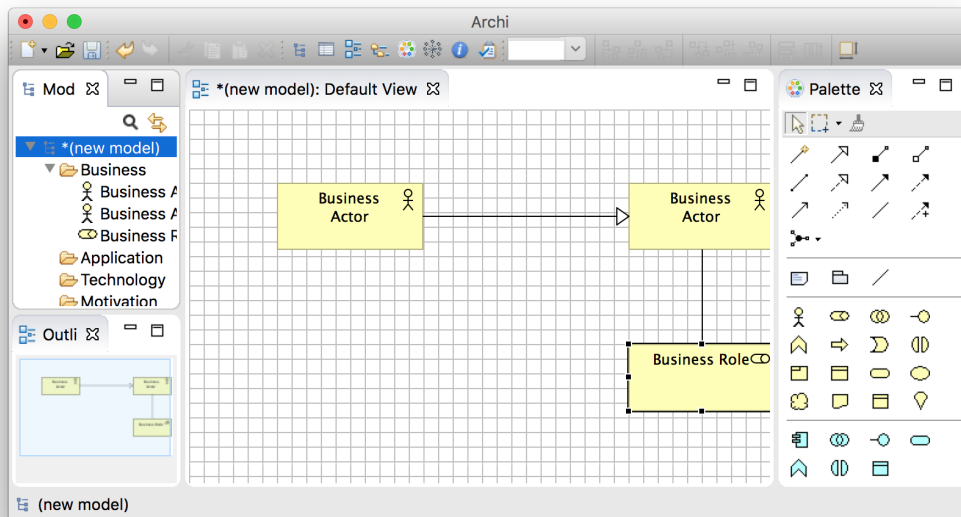 Archi
Mod
*(new model): Default View
Palette
*(new model)
Business
Business A
Business A
Business R
Application
Technology
Motivation
Business
Actor
Business
Actor
Business Role
Outli
(new model)